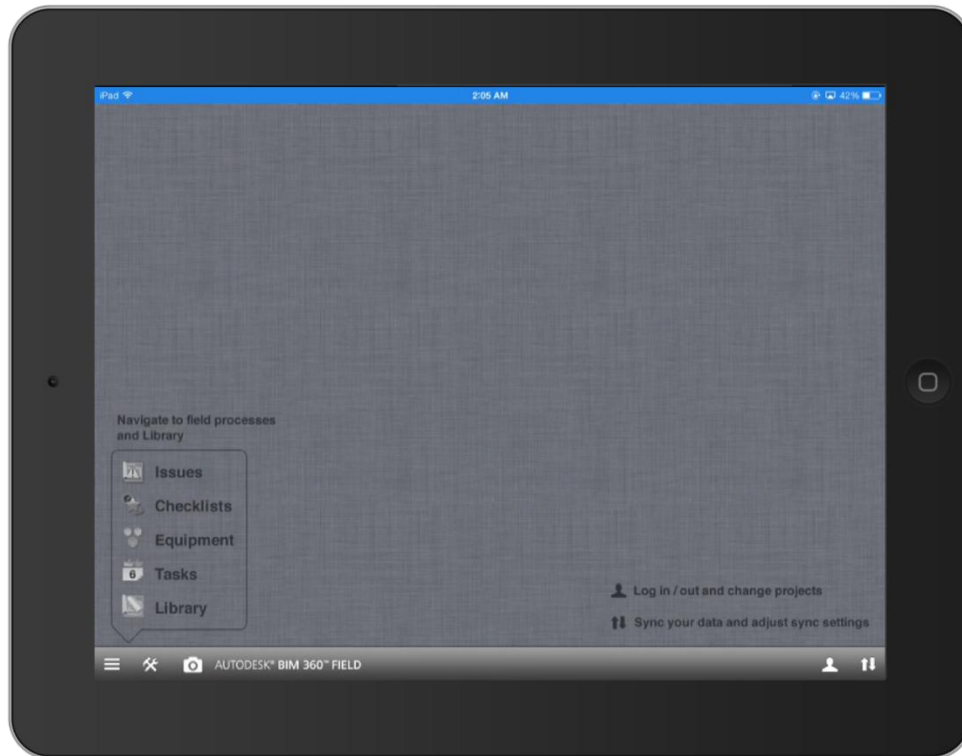 iPad
2:05 AM
42%
Navigate to field processes
and Library
Issues
Checklists
Equipment
6
Tasks
Library
Log in / out and change projects
Sync your data and adjust sync settings
AUTODESK® BIM 360™ FIELD